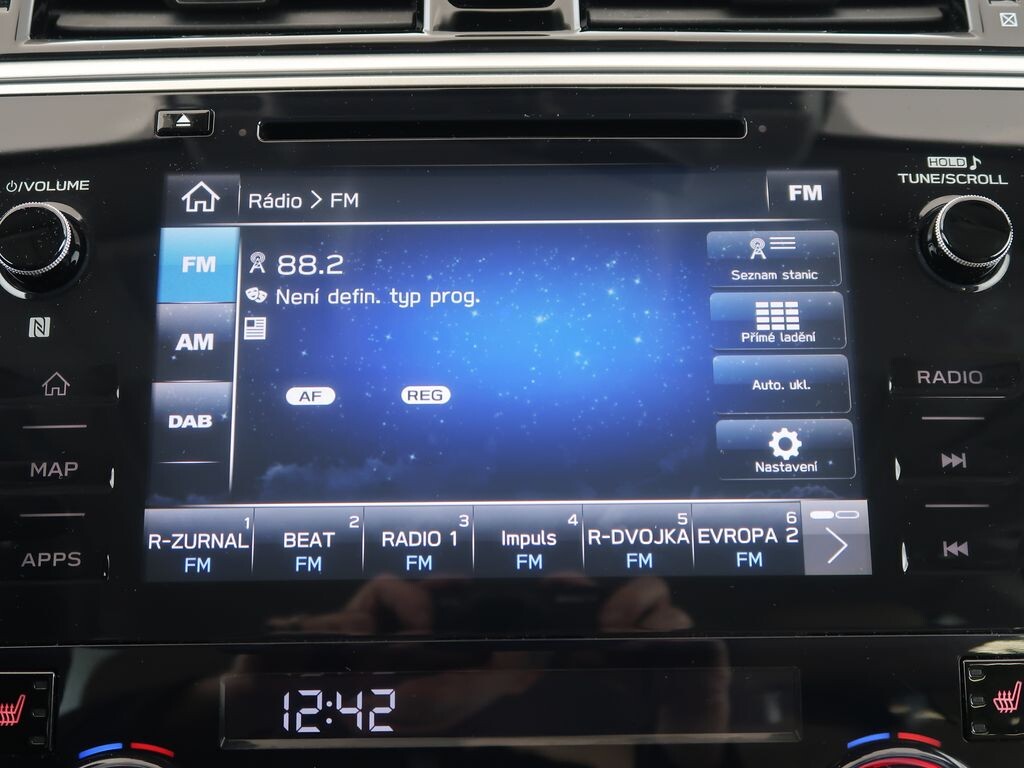 HOLD
VOLUME
TUNE/SCROLL
Rádio > FM
FM
FM
88.2
Není defin. typ prog.
Seznam stanic
AM
Přímé ladění
AF
REG
Auto. ukl.
DAB
Nastavení
RADIO
MAP
APPS
1
2
3
4
5
6
R-ZURNAL
BEAT
RADIO 1
Impuls
R-DVOJKA
EVROPA 2
FM
FM
FM
FM
FM
FM
12:42